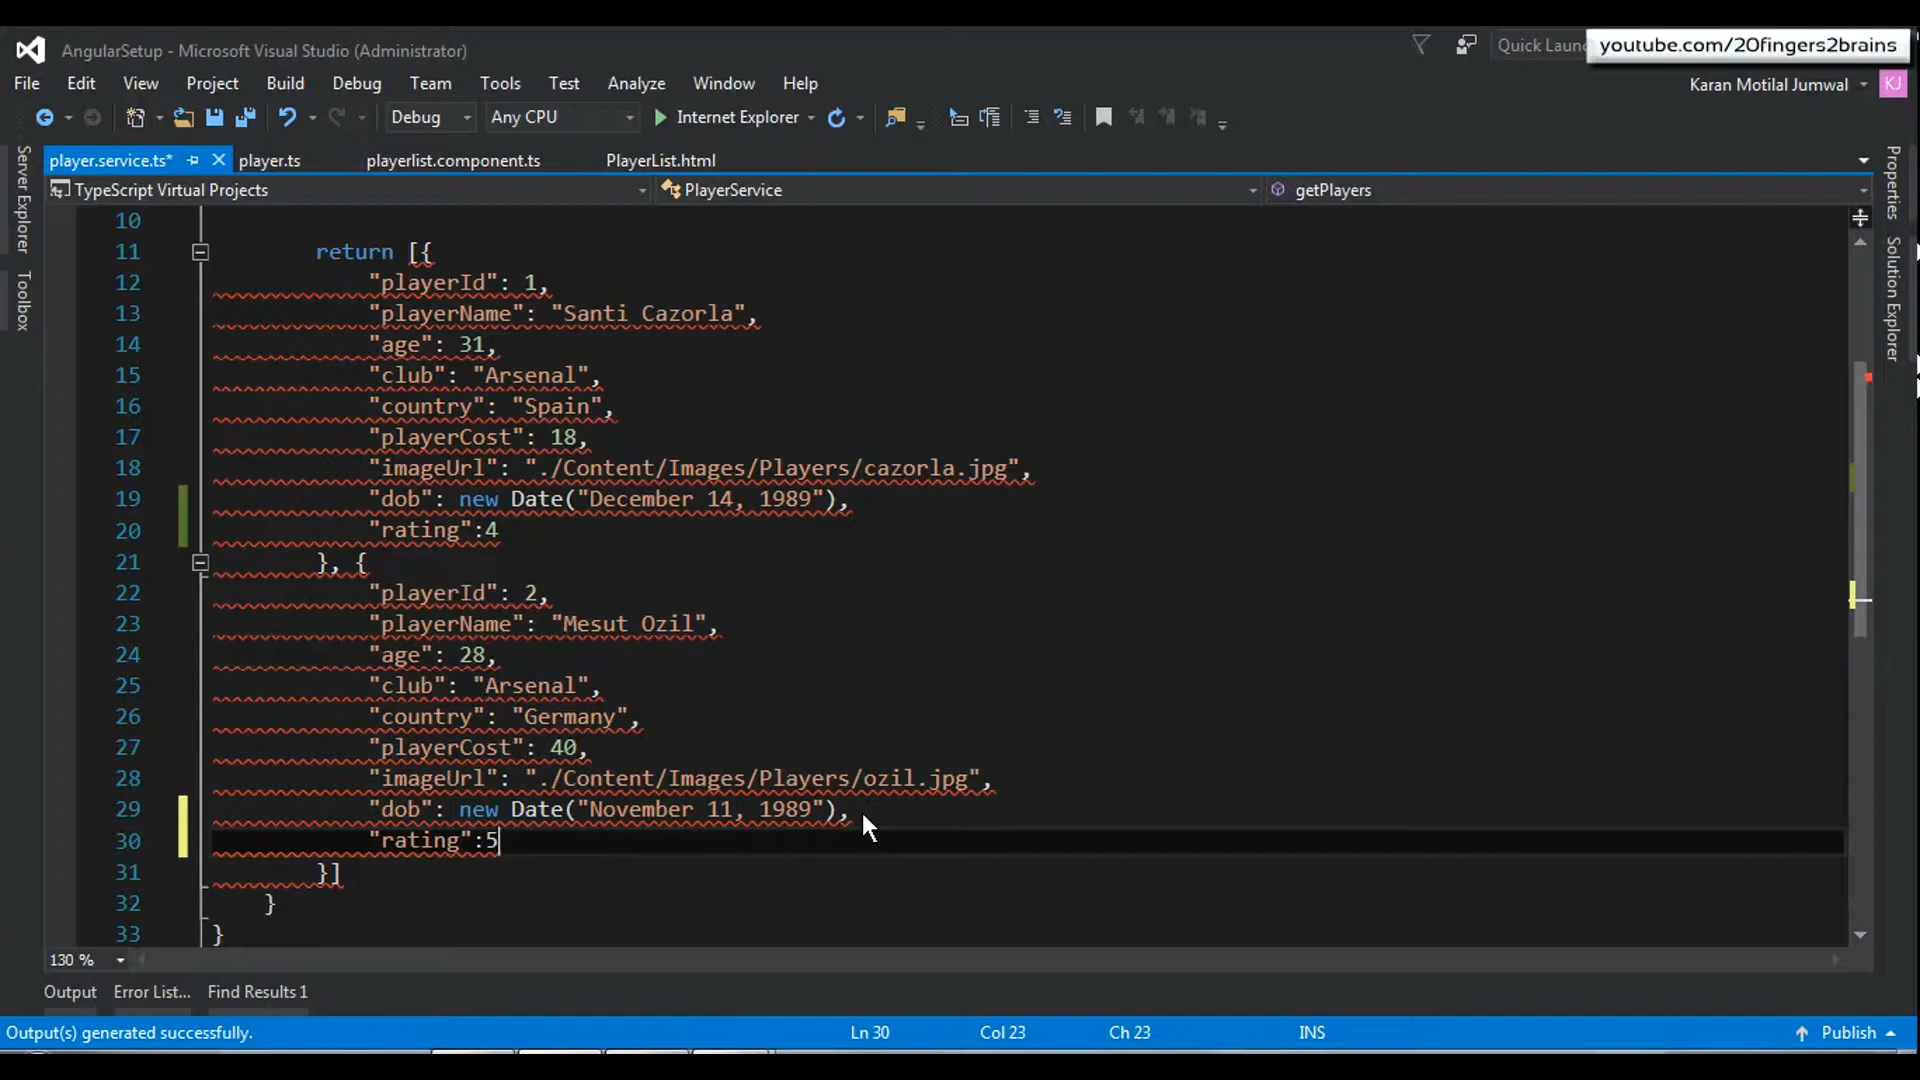 AngularSetup - Microsoft Visual Studio (Administrator)
Quick Laun
youtube.com/20fingers2brains
File Edit View Project Build Debug Team Tools Test Analyze Window Help
Karan Motilal Jumwal
KJ
Debug Any CPU Internet Explorer
player.service.ts* player.ts playerlist.component.ts PlayerList.html
TypeScript Virtual Projects PlayerService getPlayers
Server Explorer
Toolbox
Properties
Solution Explorer
10
11 return [{
12 "playerId": 1,
13 "playerName": "Santi Cazorla",
14 "age": 31,
15 "club": "Arsenal",
16 "country": "Spain",
17 "playerCost": 18,
18 "imageUrl": "./Content/Images/Players/cazorla.jpg",
19 "dob": new Date("December 14, 1989"),
20 "rating":4
21 }, {
22 "playerId": 2,
23 "playerName": "Mesut Ozil",
24 "age": 28,
25 "club": "Arsenal",
26 "country": "Germany",
27 "playerCost": 40,
28 "imageUrl": "./Content/Images/Players/ozil.jpg",
29 "dob": new Date("November 11, 1989"),
30 "rating":5
31 }]
32 }
33 }
130 %
Output Error List... Find Results 1
Output(s) generated successfully. Ln 30 Col 23 Ch 23 INS Publish